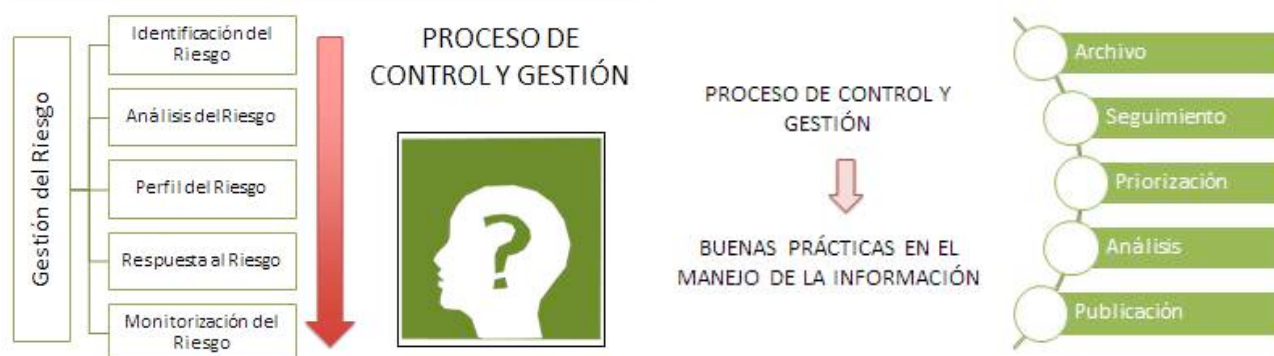 Gestión del Riesgo
Identificación del
Riesgo
Análisis del Riesgo
Perfil del Riesgo
Respuesta al Riesgo
Monitorización del
Riesgo
PROCESO DE
CONTROL Y GESTIÓN
?
PROCESO DE CONTROL Y
GESTIÓN
BUENAS PRÁCTICAS EN EL
MANEJO DE LA INFORMACIÓN
Archivo
Seguimiento
Priorización
Análisis
Publicación